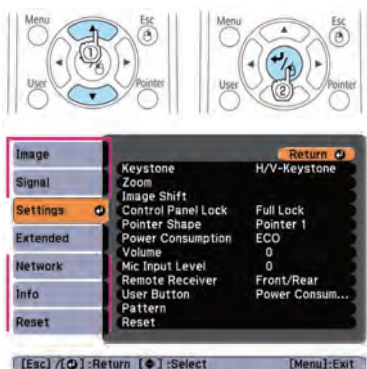 Menu
Esc
①
User
Pointer
Menu
Esc
②
User
Pointer
Image
Signal
Settings
Extended
Network
Info
Reset
Return
Keystone H/V-Keystone
Zoom
Image Shift
Control Panel Lock Full Lock
Pointer Shape Pointer 1
Power Consumption ECO
Volume 0
Mic Input Level 0
Remote Receiver Front/Rear
User Button Power Consum...
Pattern
Reset
[Esc] /[⏎] :Return [◆] :Select [Menu]:Exit